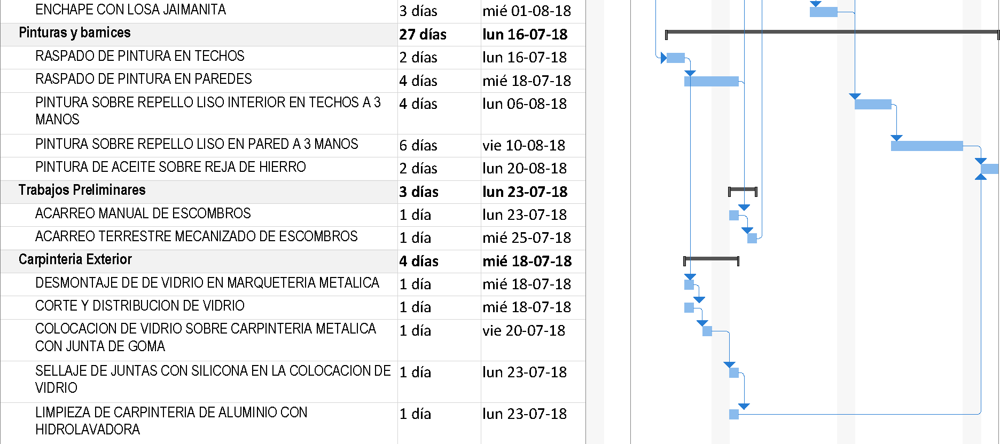 ENCHAPE CON LOSA JAIMANITA 3 días mié 01-08-18
Pinturas y barnices 27 días lun 16-07-18
RASPADO DE PINTURA EN TECHOS 2 días lun 16-07-18
RASPADO DE PINTURA EN PAREDES 4 días mié 18-07-18
PINTURA SOBRE REPELLO LISO INTERIOR EN TECHOS A 3 4 días lun 06-08-18
MANOS
PINTURA SOBRE REPELLO LISO EN PARED A 3 MANOS 6 días vie 10-08-18
PINTURA DE ACEITE SOBRE REJA DE HIERRO 2 días lun 20-08-18
Trabajos Preliminares 3 días lun 23-07-18
ACARREO MANUAL DE ESCOMBROS 1 día lun 23-07-18
ACARREO TERRESTRE MECANIZADO DE ESCOMBROS 1 día mié 25-07-18
Carpinteria Exterior 4 días mié 18-07-18
DESMONTAJE DE DE VIDRIO EN MARQUETERIA METALICA 1 día mié 18-07-18
CORTE Y DISTRIBUCION DE VIDRIO 1 día mié 18-07-18
COLOCACION DE VIDRIO SOBRE CARPINTERIA METALICA 1 día vie 20-07-18
CON JUNTA DE GOMA
SELLAJE DE JUNTAS CON SILICONA EN LA COLOCACION DE 1 día lun 23-07-18
VIDRIO
LIMPIEZA DE CARPINTERIA DE ALUMINIO CON 1 día lun 23-07-18
HIDROLAVADORA